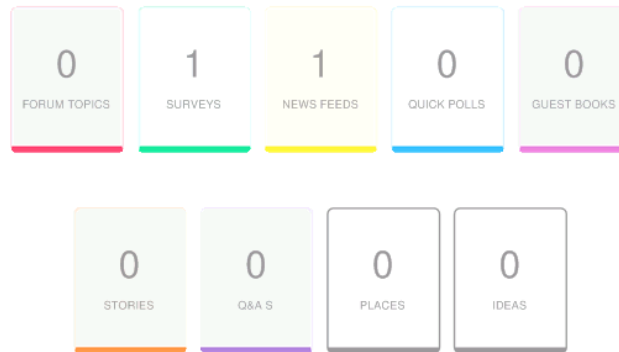 0 1 1 0 0
FORUM TOPICS SURVEYS NEWS FEEDS QUICK POLLS GUEST BOOKS
0 0 0 0
STORIES Q&A S PLACES IDEAS